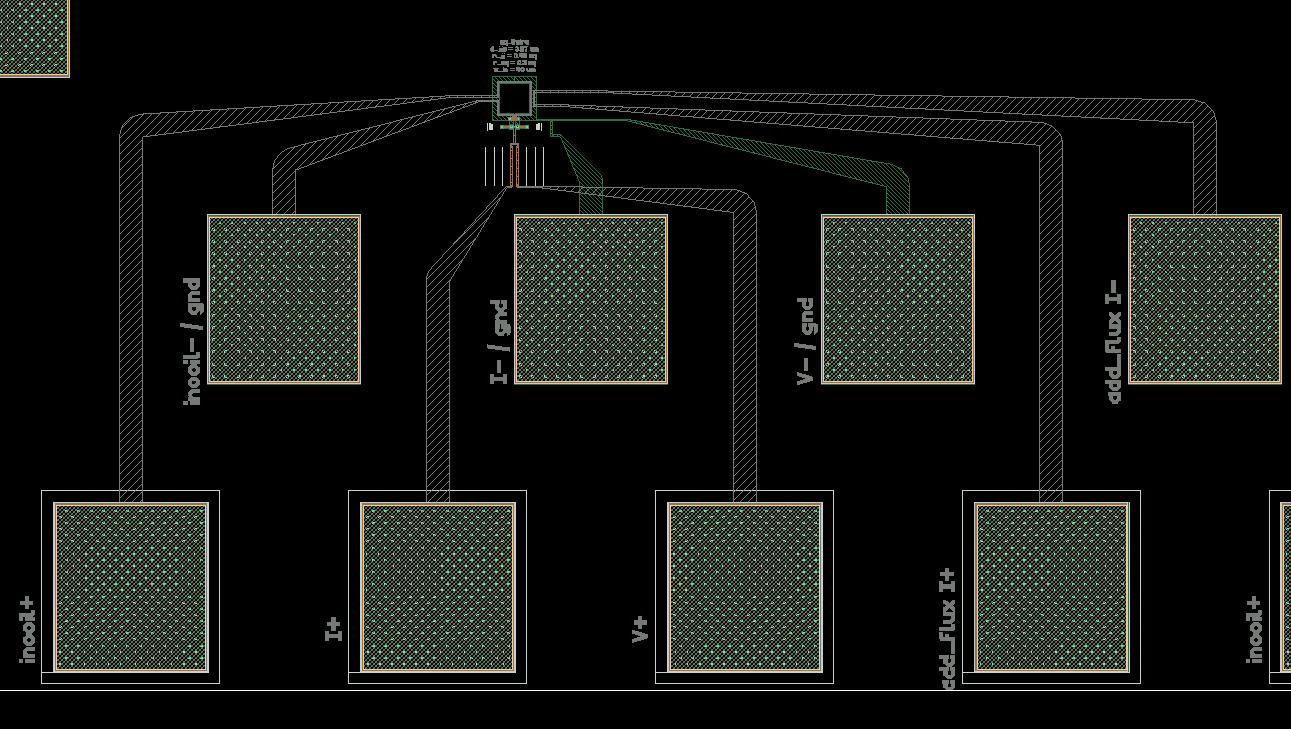 incoil- / gnd
I- / gnd
V- / gnd
add_flux I-
incoil+
I+
V+
add_flux I+
incoil+